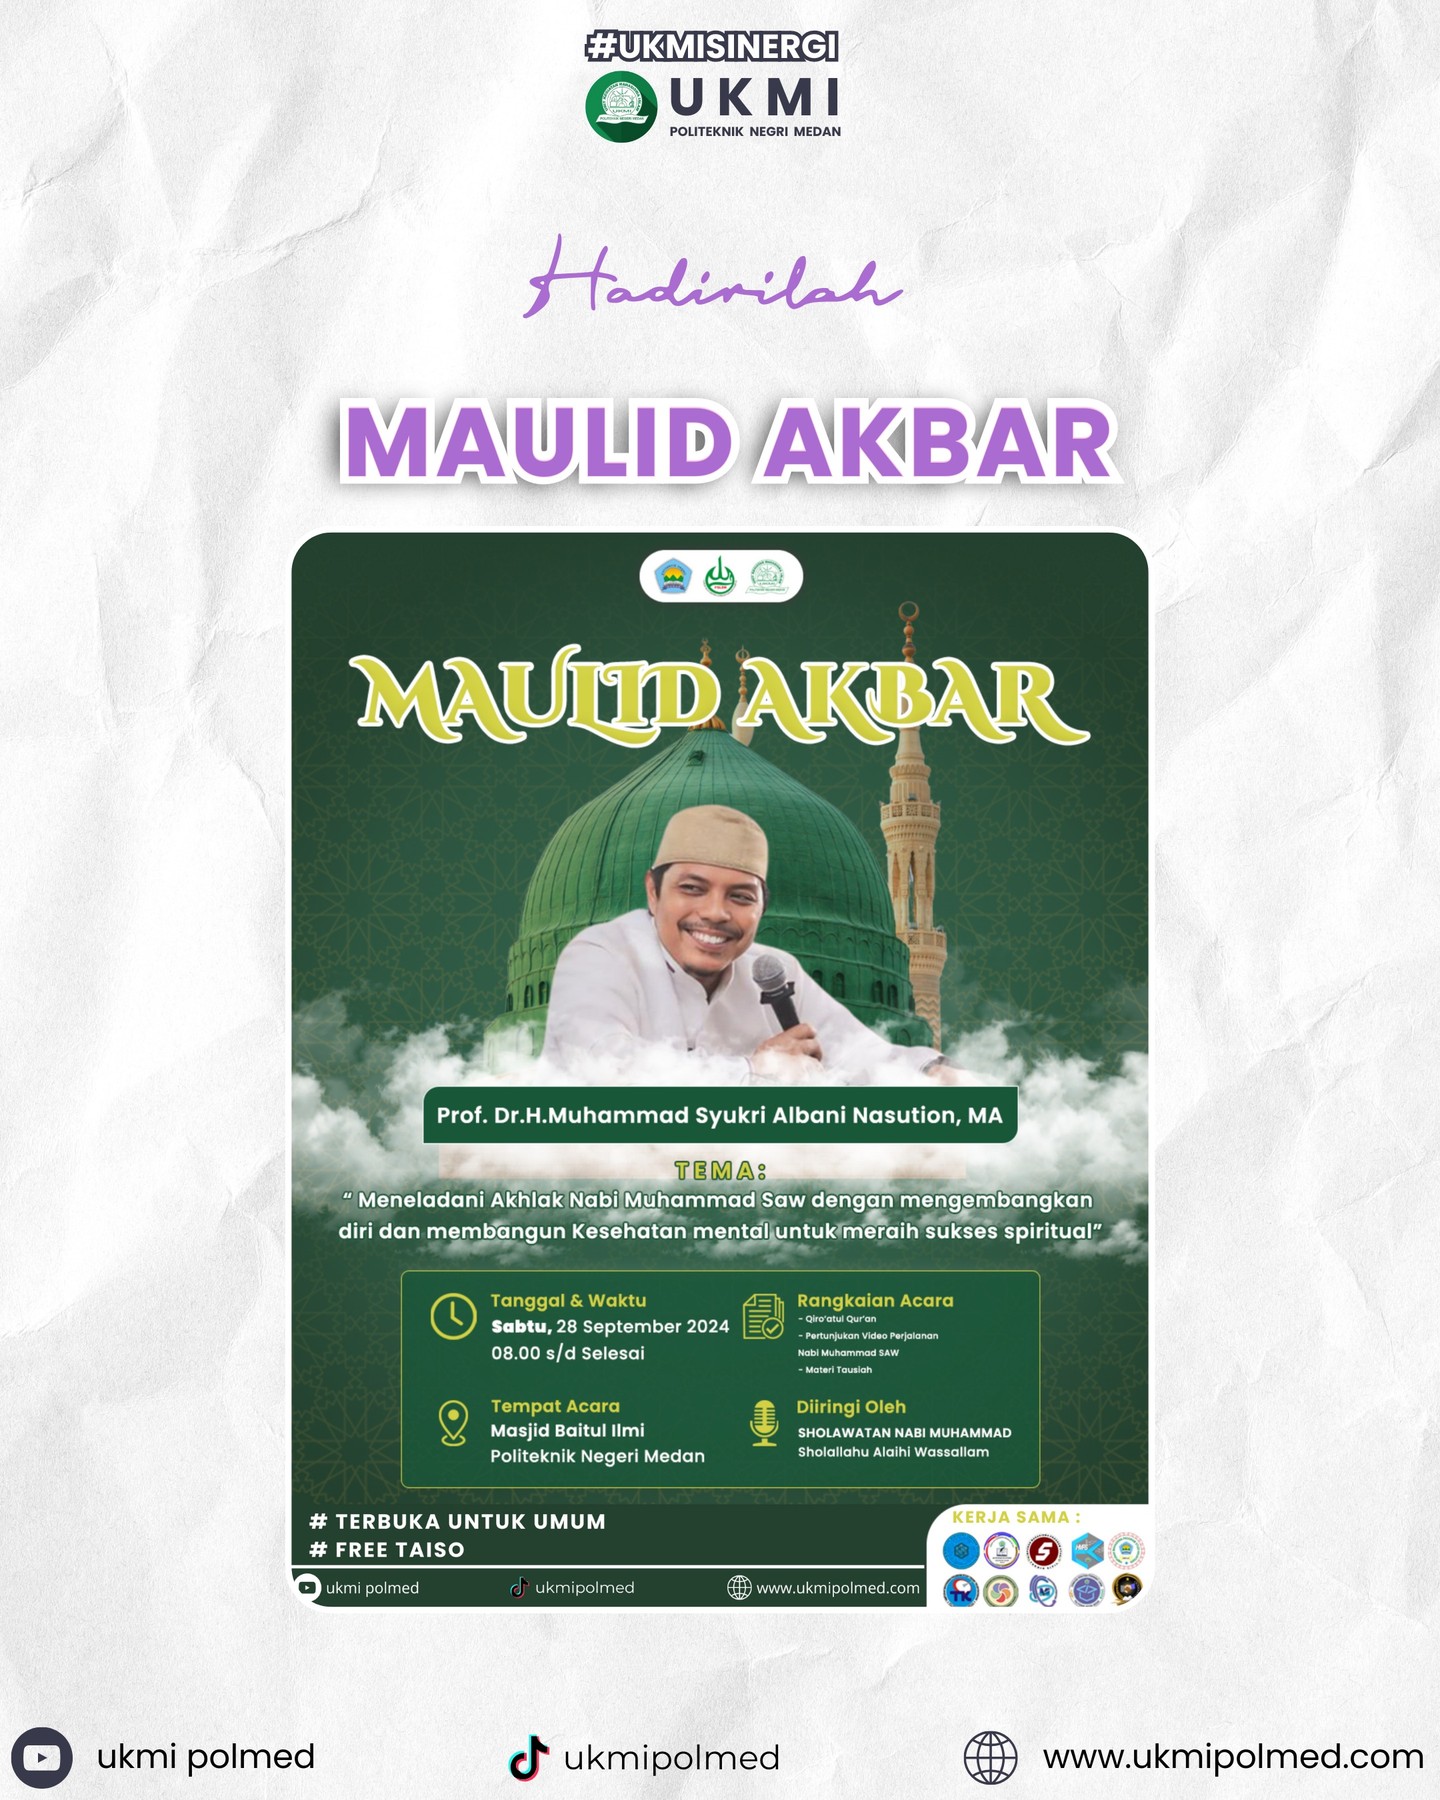 #UKMISINERGI
UKMI
POLITEKNIK NEGRI MEDAN
Hadirilah
MAULID AKBAR
MAULID AKBAR
Prof. Dr.H.Muhammad Syukri Albani Nasution, MA
TEMA:
“ Meneladani Akhlak Nabi Muhammad Saw dengan mengembangkan
diri dan membangun Kesehatan mental untuk meraih sukses spiritual”
Tanggal & Waktu
Sabtu, 28 September 2024
08.00 s/d Selesai
Rangkaian Acara
- Qiro'atul Qur'an
- Pertunjukan Video Perjalanan
Nabi Muhammad SAW
- Materi Tausiah
Tempat Acara
Masjid Baitul Ilmi
Politeknik Negeri Medan
Diiringi Oleh
SHOLAWATAN NABI MUHAMMAD
Sholallahu Alaihi Wassallam
# TERBUKA UNTUK UMUM
# FREE TAISO
KERJA SAMA :
ukmi polmed
ukmipolmed
www.ukmipolmed.com
ukmi polmed
ukmipolmed
www.ukmipolmed.com